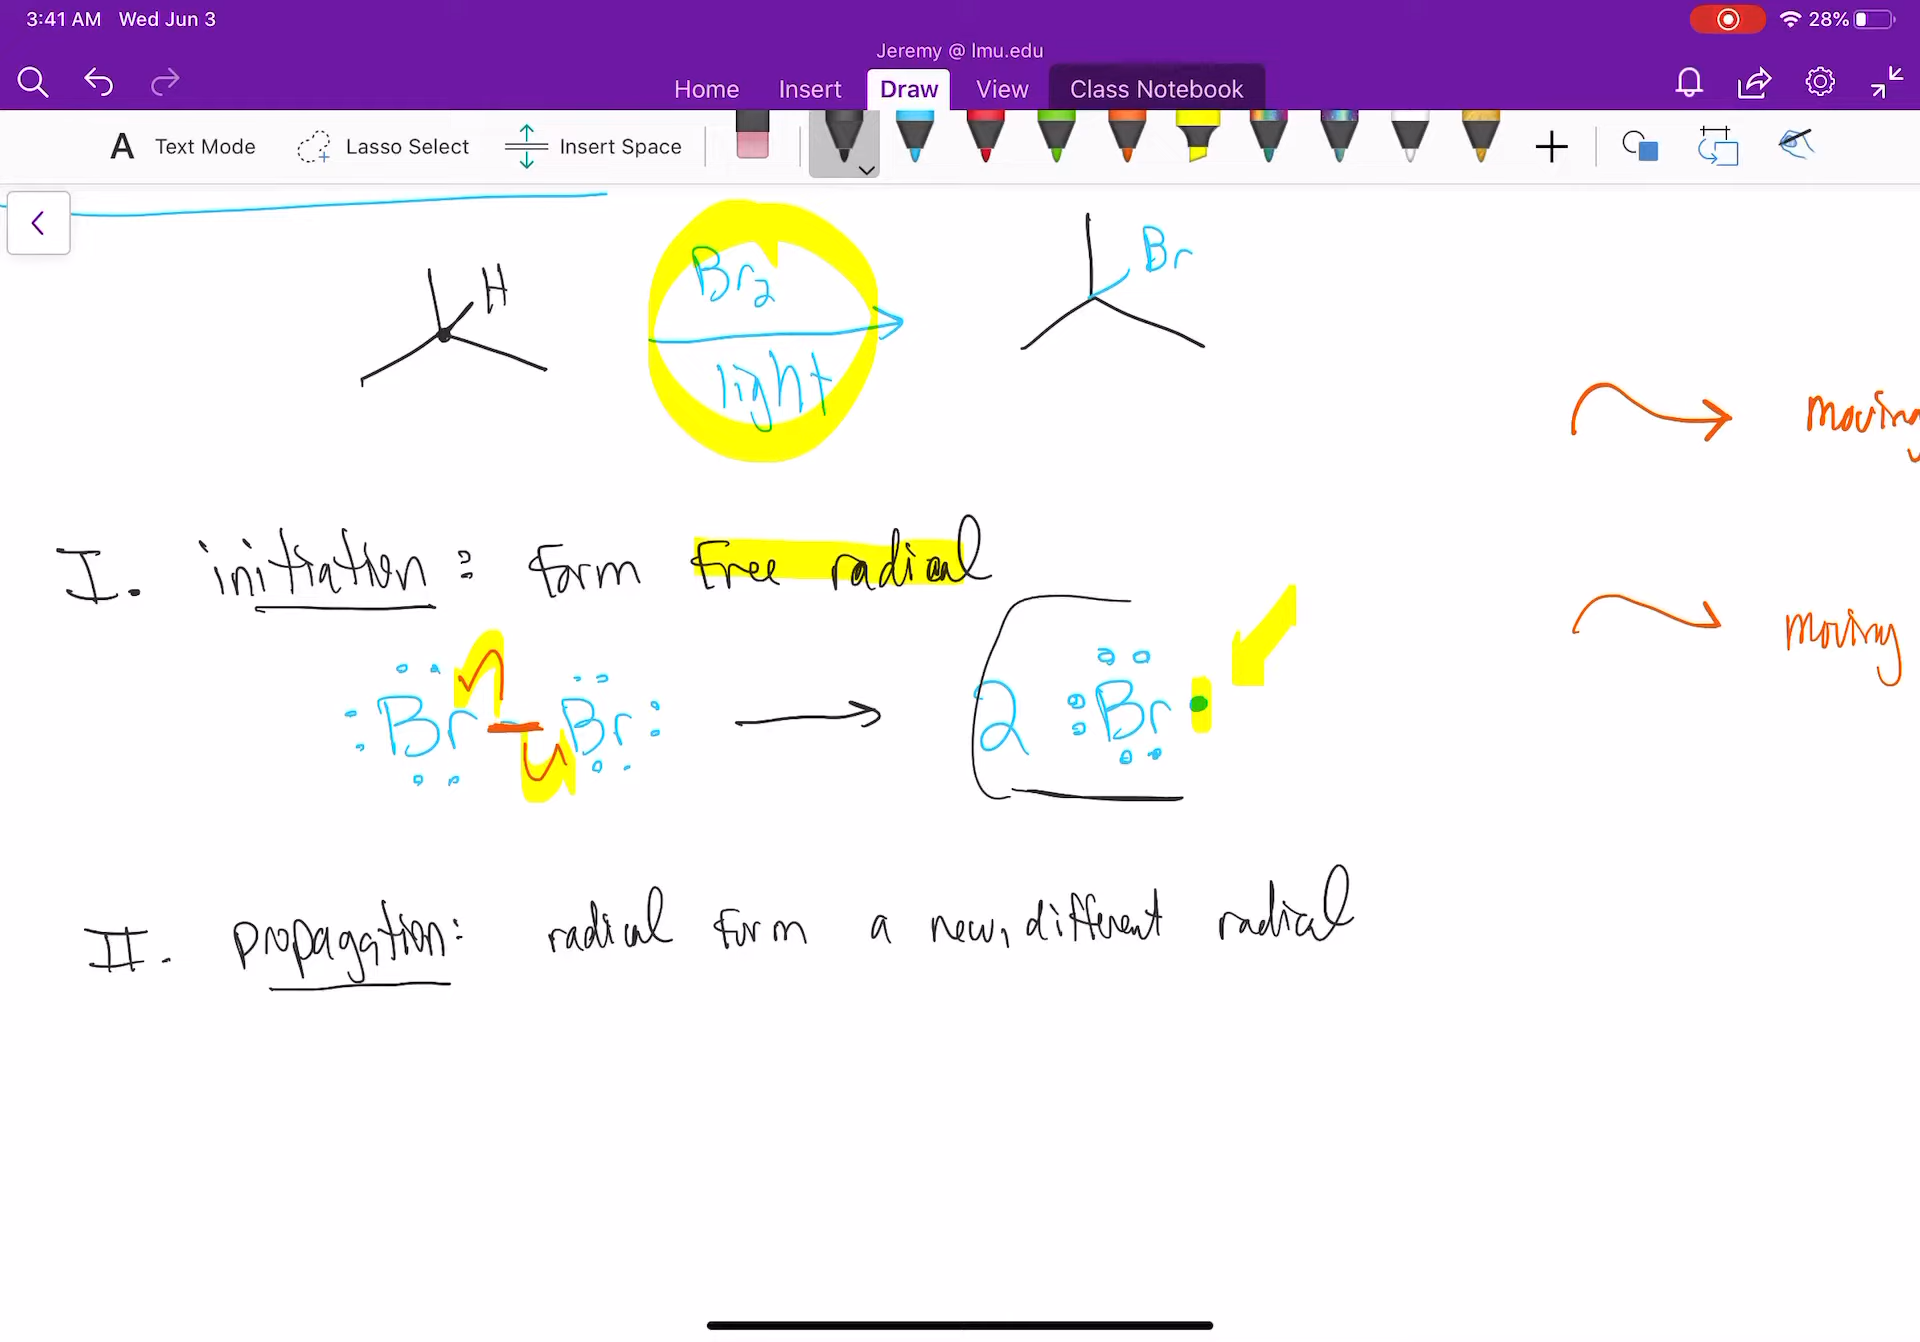 3:41 AM Wed Jun 3
28%
Jeremy @ lmu.edu
Home Insert Draw View Class Notebook
A Text Mode Lasso Select Insert Space
H
Br2
light
Br
moving
I. initiation: form free radical
moving
:Br-Br: 2 :Br•
II. propagation: radical form a new, different radical